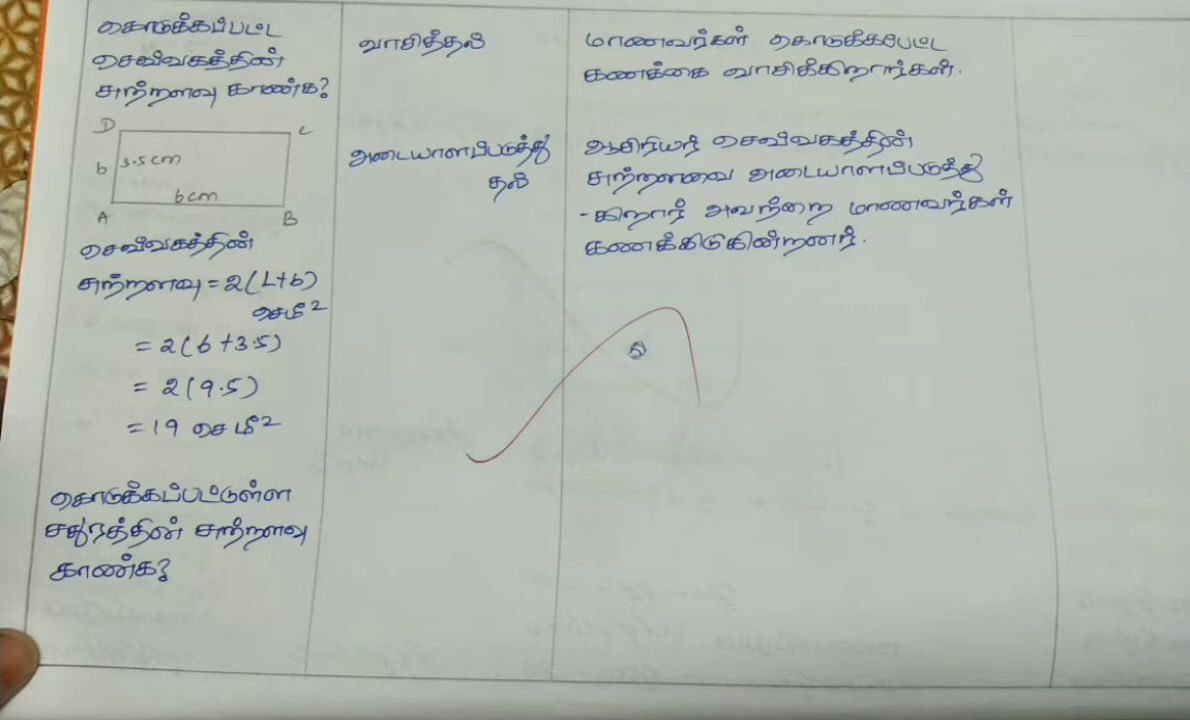 கொடுக்கப்பட்ட
செவ்வகத்தின்
சுற்றளவு காண்க?
D
C
b 3.5cm
6cm
A
B
செவ்வகத்தின்
சுற்றளவு = 2(L+b)
செமீ²
= 2(6+3.5)
= 2(9.5)
= 19 செமீ²
கொடுக்கப்பட்டுள்ள
சதுரத்தின் சுற்றளவு
காண்க?
வாசித்தல்
அடையாளப்படுத்து
தல்
மாணவர்கள் கொடுக்கப்பட்ட
கணக்கை வாசிக்கிறார்கள்.
ஆசிரியர் செவ்வகத்தின்
சுற்றளவை அடையாளப்படுத்து
-கிறார் அவற்றை மாணவர்கள்
கணக்கிடுகின்றனர்.